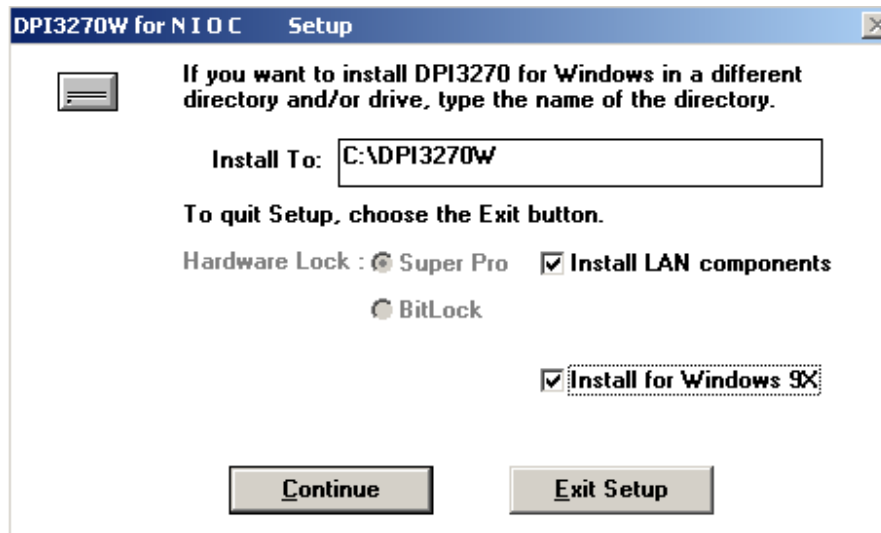 DPI3270W for N I O C Setup
If you want to install DPI3270 for Windows in a different
directory and/or drive, type the name of the directory.
Install To: C:\DPI3270W
To quit Setup, choose the Exit button.
Hardware Lock : Super Pro Install LAN components
BitLock
Install for Windows 9X
Continue Exit Setup